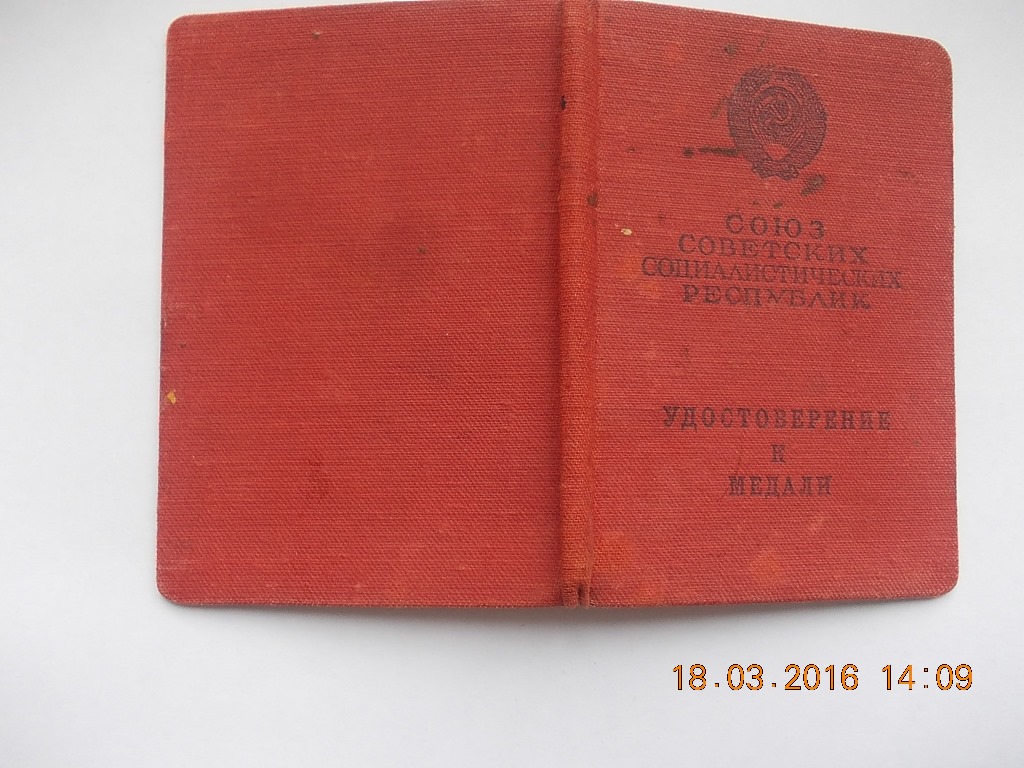 СОЮЗ
СОВЕТСКИХ
СОЦИАЛИСТИЧЕСКИХ
РЕСПУБЛИК
УДОСТОВЕРЕНИЕ
К
МЕДАЛИ
18.03.2016 14:09